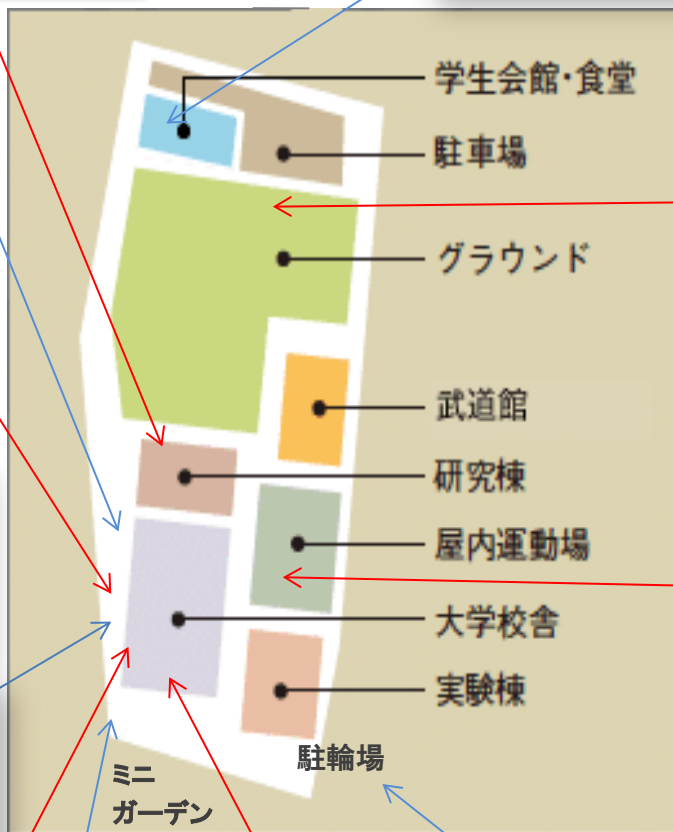 学生会館・食堂
駐車場
グラウンド
武道館
研究棟
屋内運動場
大学校舎
実験棟
駐輪場
ミニ
ガーデン